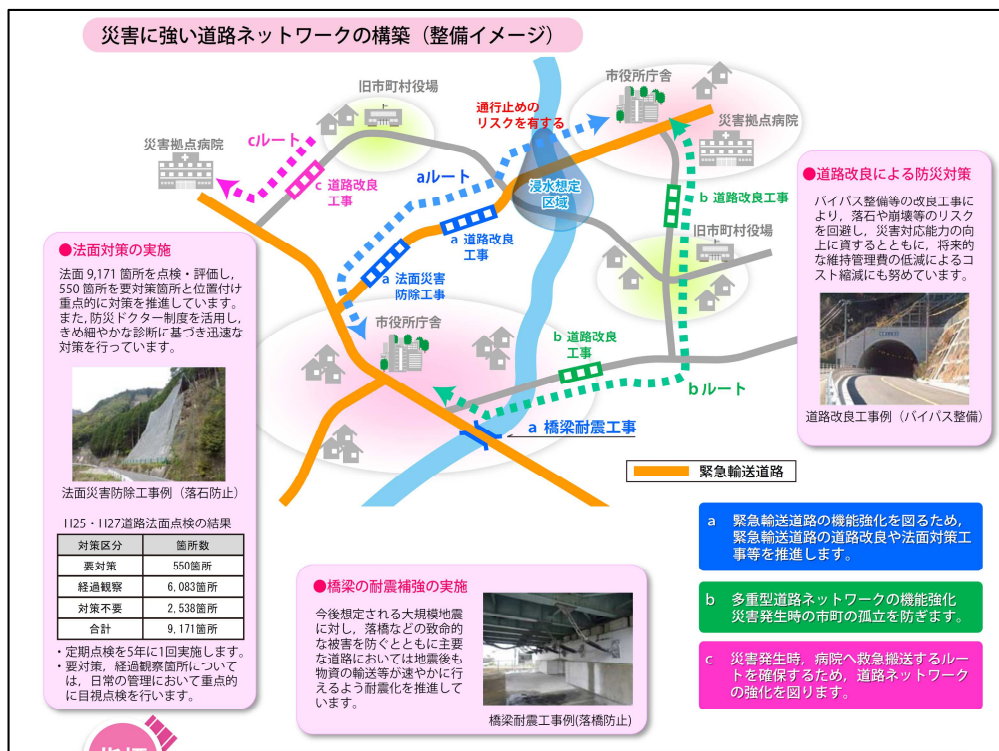 災害に強い道路ネットワークの構築（整備イメージ）
旧市町村役場
市役所庁舎
通行止めの
リスクを有する
災害拠点病院
cルート
災害拠点病院
aルート
c 道路改良
工事
浸水想定
区域
b 道路改良工事
a 道路改良
工事
旧市町村役場
a 法面災害
防除工事
市役所庁舎
b 道路改良
工事
bルート
a 橋梁耐震工事
緊急輸送道路
●法面対策の実施
法面 9,171 箇所を点検・評価し，
550 箇所を要対策箇所と位置付け
重点的に対策を推進しています。
また，防災ドクター制度を活用し，
きめ細やかな診断に基づき迅速な
対策を行っています。
法面災害防除工事例（落石防止）
H25・H27道路法面点検の結果
対策区分 箇所数
要対策 550箇所
経過観察 6,083箇所
対策不要 2,538箇所
合計 9,171箇所
・定期点検を5年に1回実施します。
・要対策，経過観察箇所については，日常の管理において重点的
に目視点検を行います。
●道路改良による防災対策
バイパス整備等の改良工事に
より，落石や崩壊等のリスク
を回避し，災害対応能力の向
上に資するとともに，将来的
な維持管理費の低減によるコ
スト縮減にも努めています。
道路改良工事例（バイパス整備）
●橋梁の耐震補強の実施
今後想定される大規模地震
に対し，落橋などの致命的
な被害を防ぐとともに主要
な道路においては地震後も
物資の輸送等が速やかに行
えるよう耐震化を推進して
います。
橋梁耐震工事例(落橋防止)
a 緊急輸送道路の機能強化を図るため，
緊急輸送道路の道路改良や法面対策工
事等を推進します。
b 多重型道路ネットワークの機能強化
災害発生時の市町の孤立を防ぎます。
c 災害発生時，病院へ救急搬送するルー
トを確保するため，道路ネットワーク
の強化を図ります。